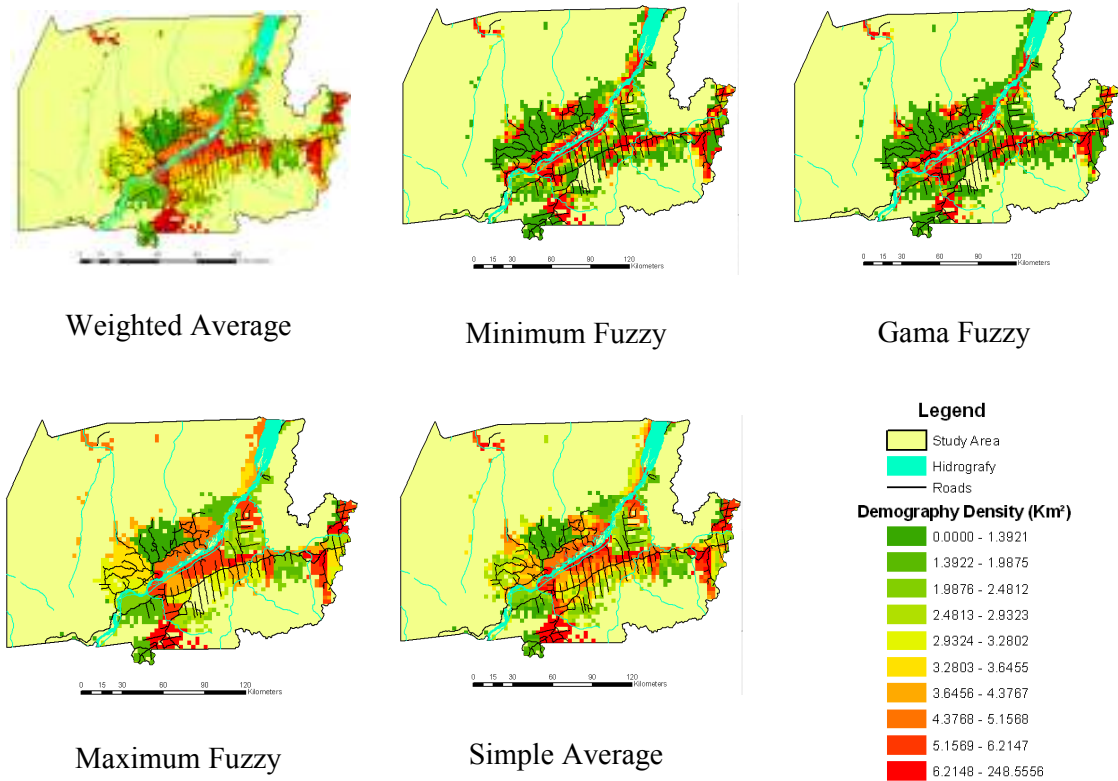 0 15 30 60 90 120
Kilometers
0 15 30 60 90 120
Kilometers
Weighted Average
Minimum Fuzzy
Gama Fuzzy
Legend
Study Area
Hidrografy
Roads
Demography Density (Km²)
0.0000 - 1.3921
1.3922 - 1.9875
1.9876 - 2.4812
2.4813 - 2.9323
2.9324 - 3.2802
3.2803 - 3.6455
3.6456 - 4.3767
4.3768 - 5.1568
5.1569 - 6.2147
6.2148 - 248.5556
0 15 30 60 90 120
Kilometers
0 15 30 60 90 120
Kilometers
Maximum Fuzzy
Simple Average